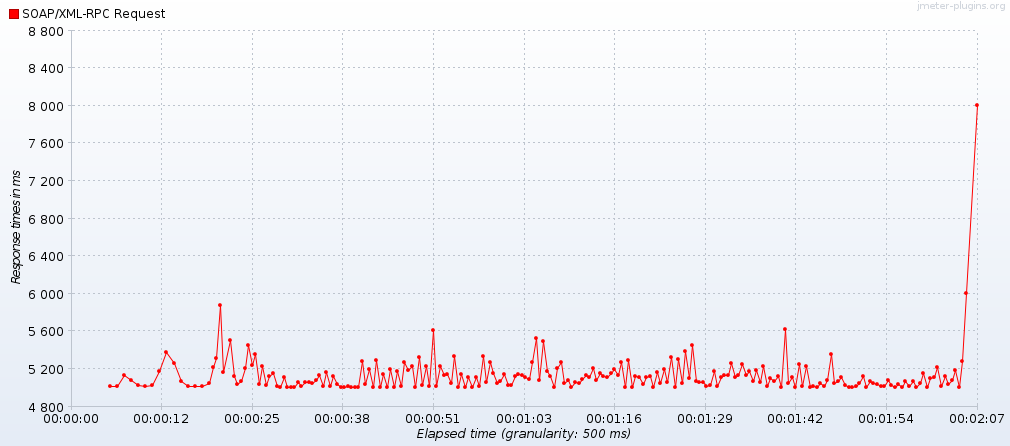 jmeter-plugins.org
SOAP/XML-RPC Request
8 800
8 400
8 000
7 600
7 200
6 800
6 400
6 000
5 600
5 200
4 800
Response times in ms
00:00:00 00:00:12 00:00:25 00:00:38 00:00:51 00:01:03 00:01:16 00:01:29 00:01:42 00:01:54 00:02:07
Elapsed time (granularity: 500 ms)